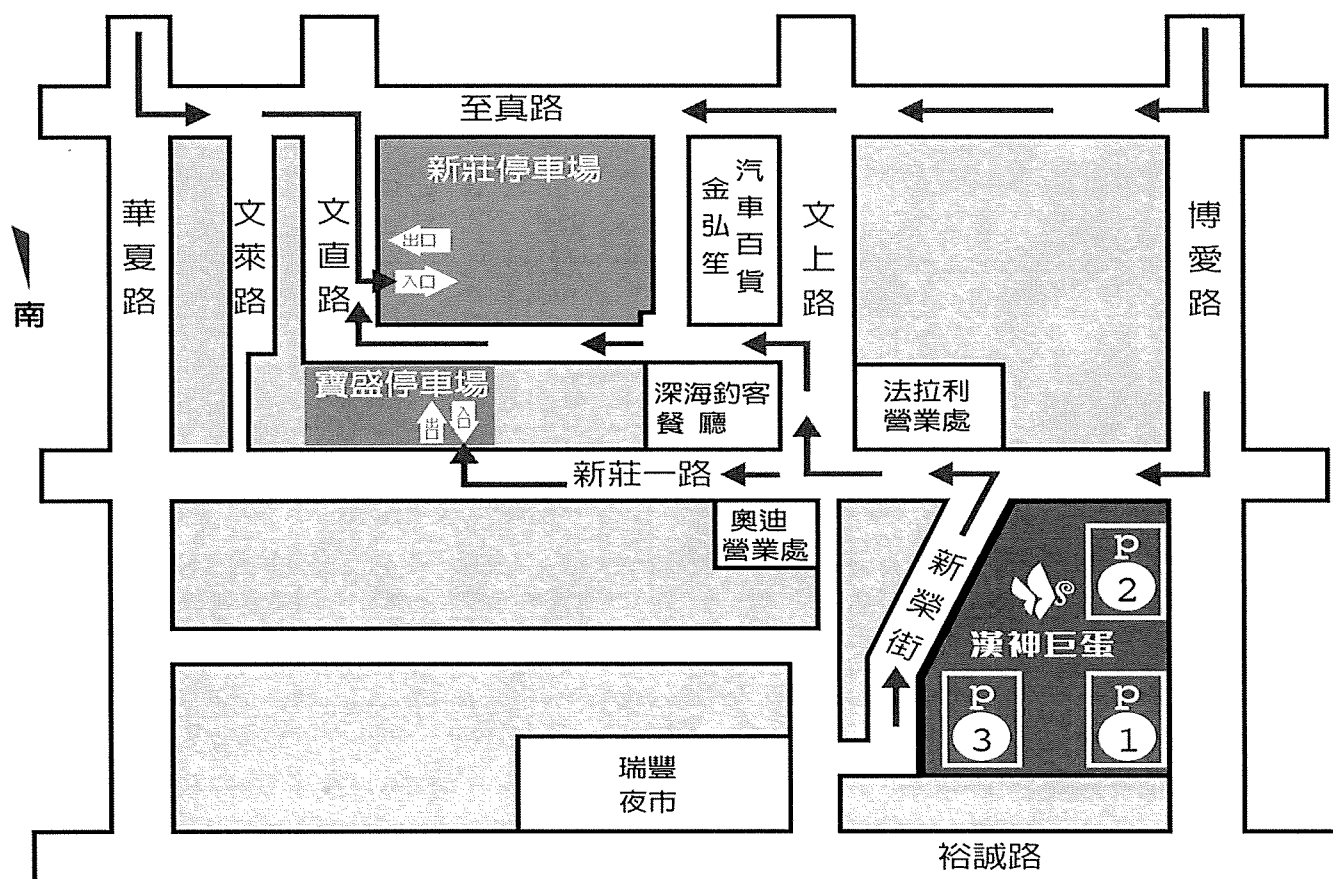 至真路
新莊停車場
出口
入口
汽車百貨
金弘笙
華夏路
文萊路
文直路
文上路
博愛路
南
寶盛停車場
出口
入口
深海釣客
餐 廳
法拉利
營業處
新莊一路
奧迪
營業處
新榮街
p
2
漢神巨蛋
p
3
p
1
瑞豐
夜市
裕誠路